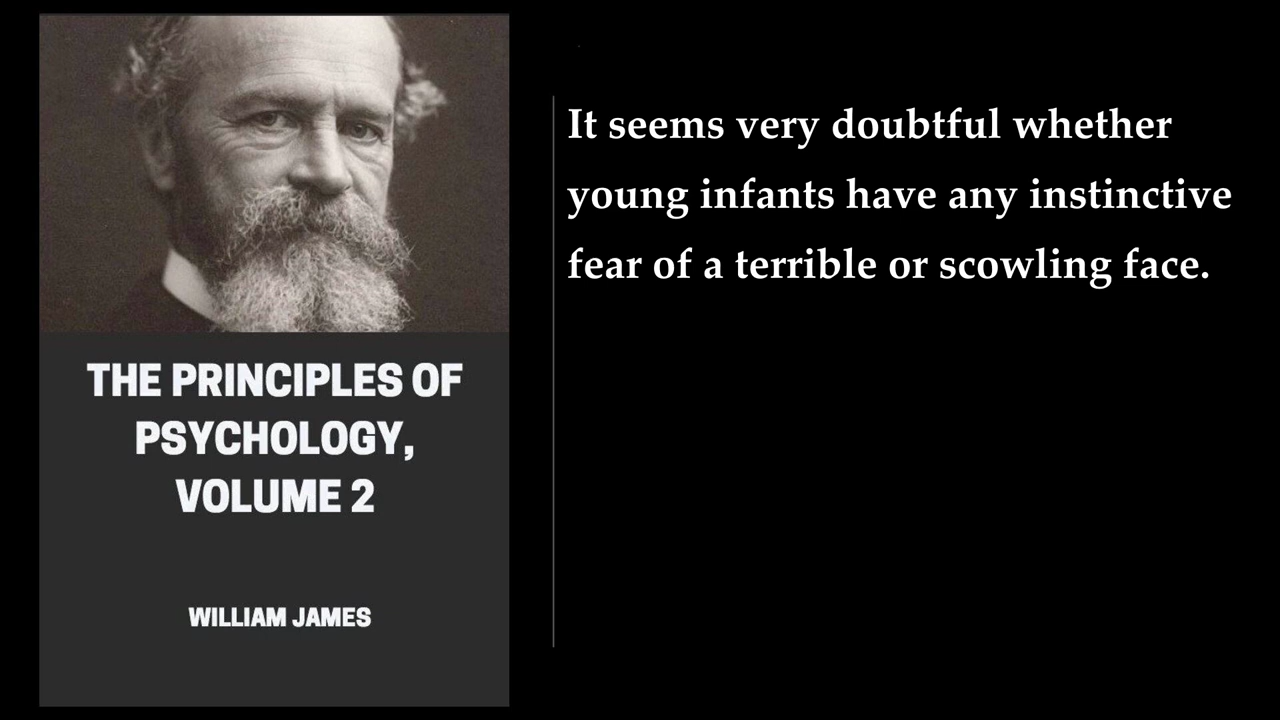 THE PRINCIPLES OF
PSYCHOLOGY,
VOLUME 2
WILLIAM JAMES
It seems very doubtful whether
young infants have any instinctive
fear of a terrible or scowling face.